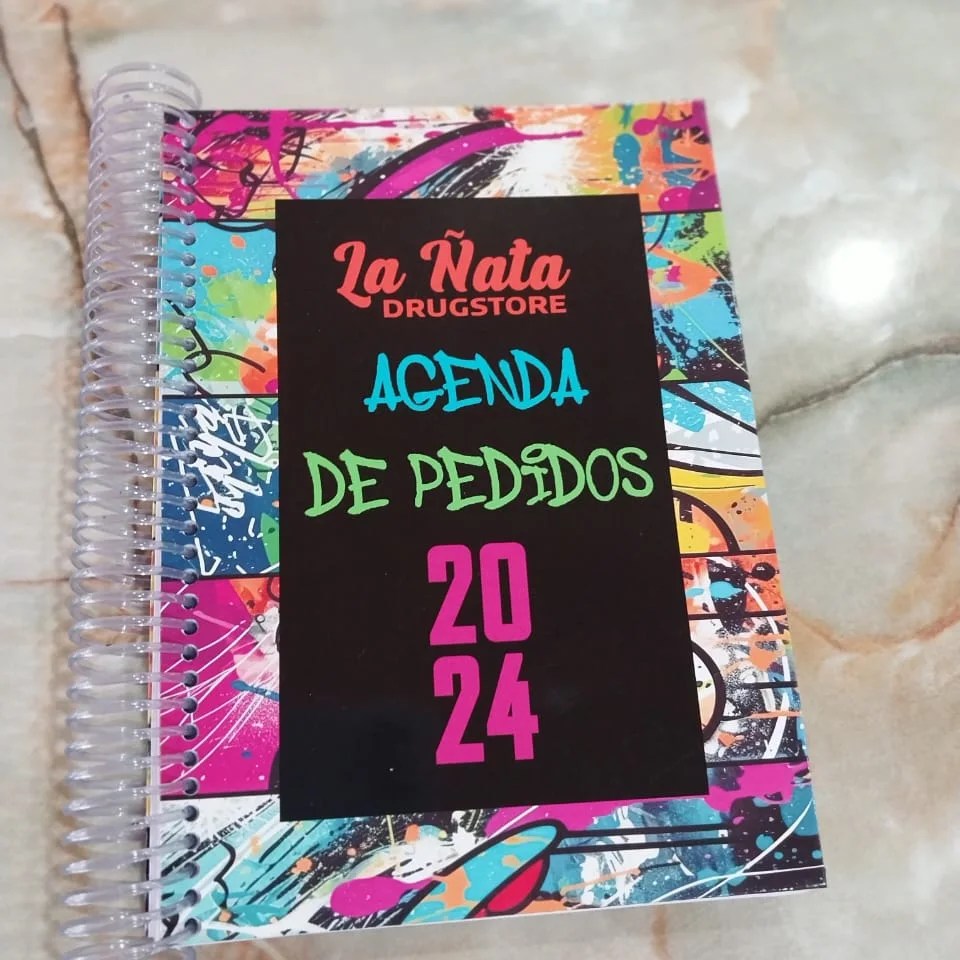 La Ñata
DRUGSTORE
AGENDA
DE PEDiDOS
20
24